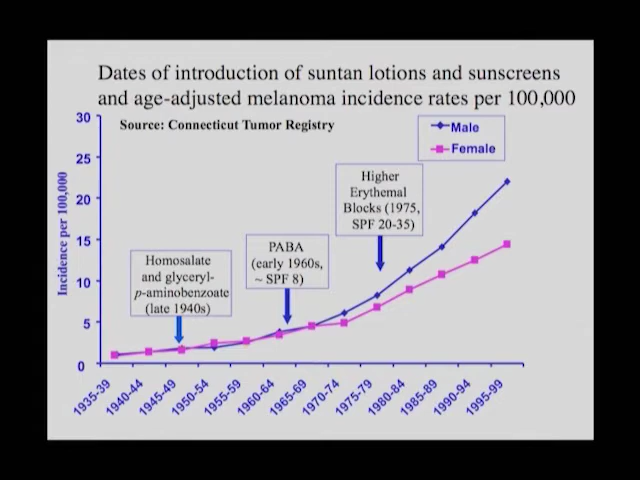 Dates of introduction of suntan lotions and sunscreens
and age-adjusted melanoma incidence rates per 100,000
Source: Connecticut Tumor Registry
Male
Female
Incidence per 100,000
30
25
20
15
10
5
0
Homosalate
and glyceryl-
p-aminobenzoate
(late 1940s)
PABA
(early 1960s,
~ SPF 8)
Higher
Erythemal
Blocks (1975,
SPF 20-35)
1935-39
1940-44
1945-49
1950-54
1955-59
1960-64
1965-69
1970-74
1975-79
1980-84
1985-89
1990-94
1995-99